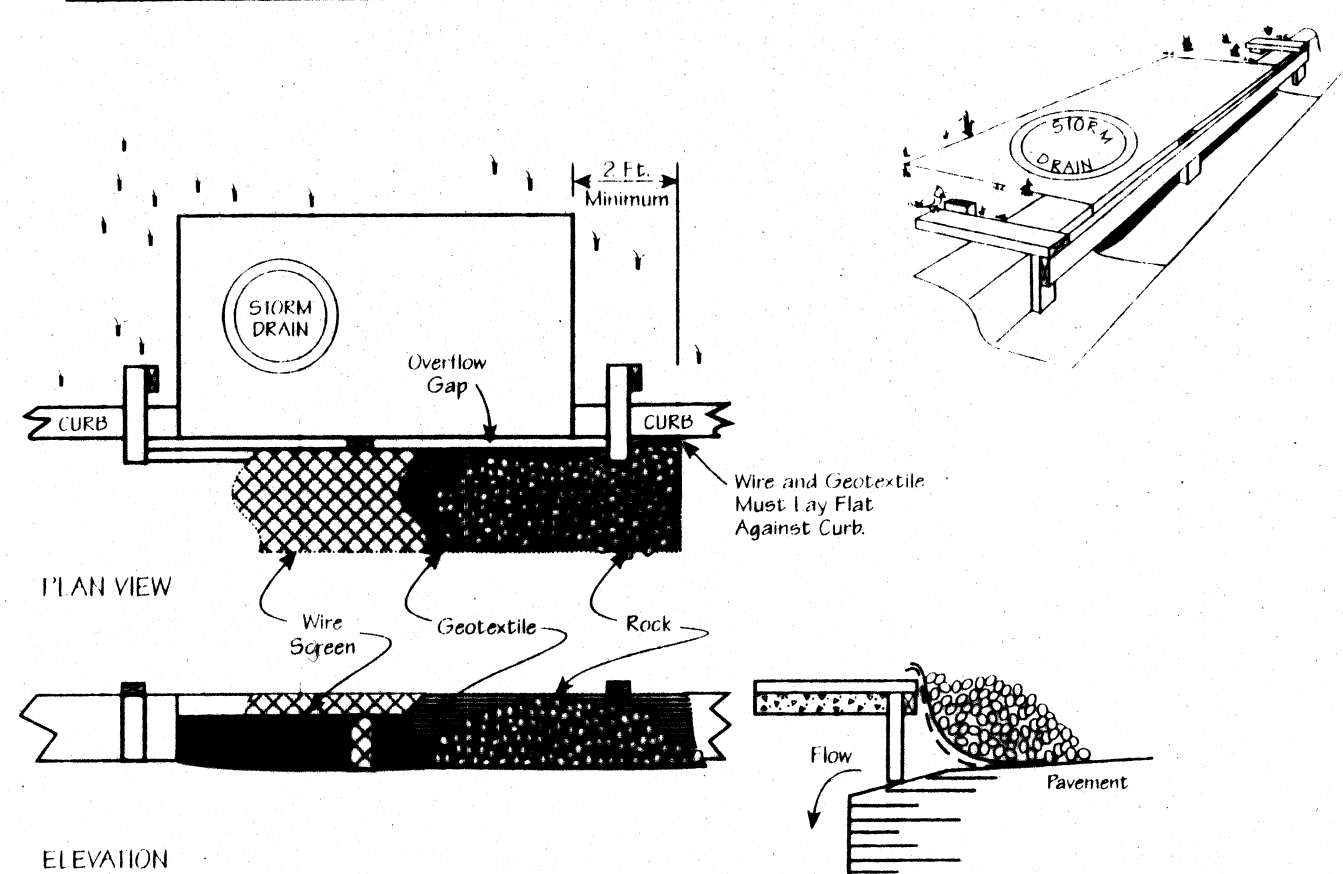 STORM
DRAIN
2 Ft.
Minimum
STORM
DRAIN
Overflow
Gap
CURB
CURB
Wire and Geotextile
Must Lay Flat
Against Curb.
PLAN VIEW
Wire
Screen
Geotextile
Rock
Flow
Pavement
ELEVATION